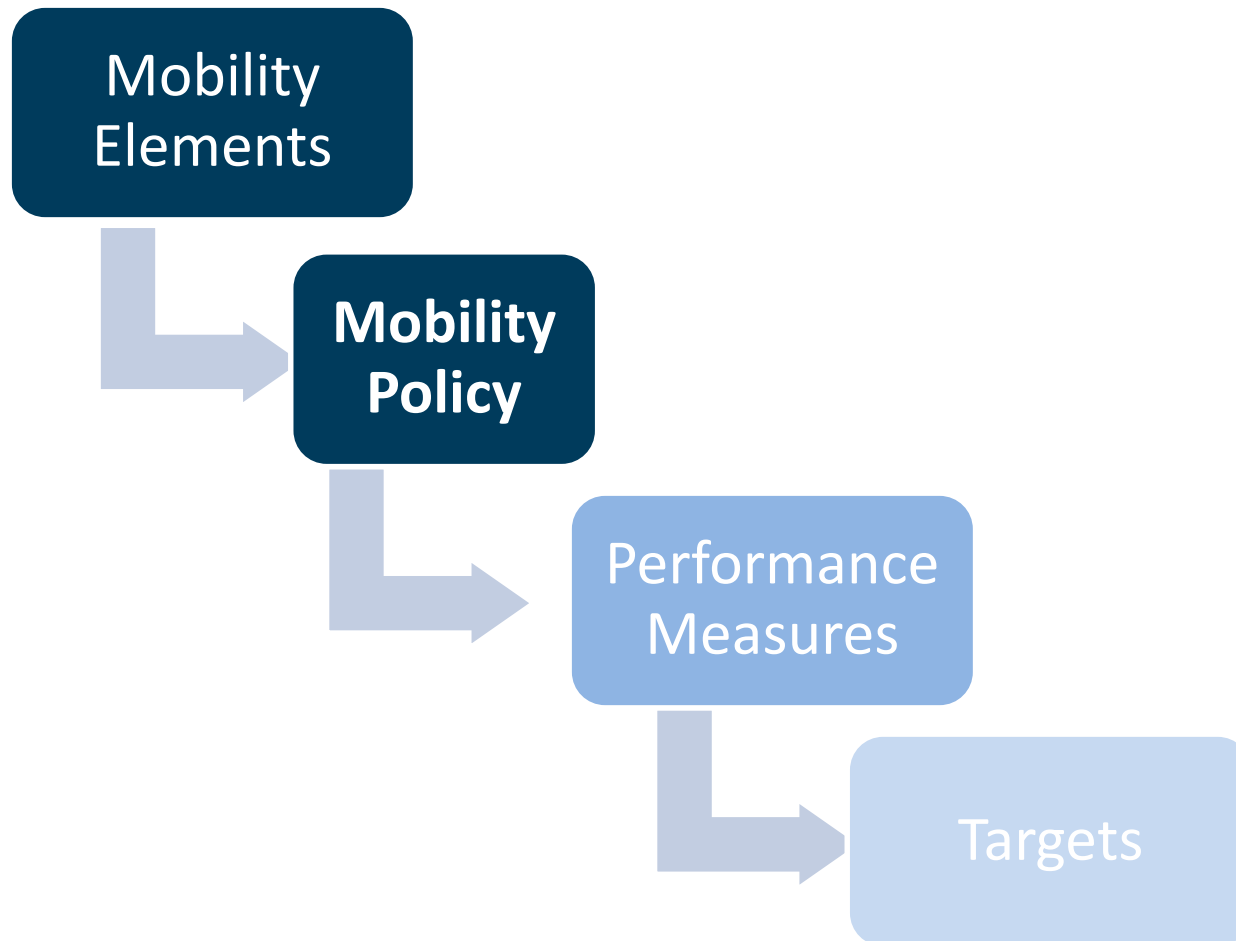 Mobility
Elements
Mobility
Policy
Performance
Measures
Targets